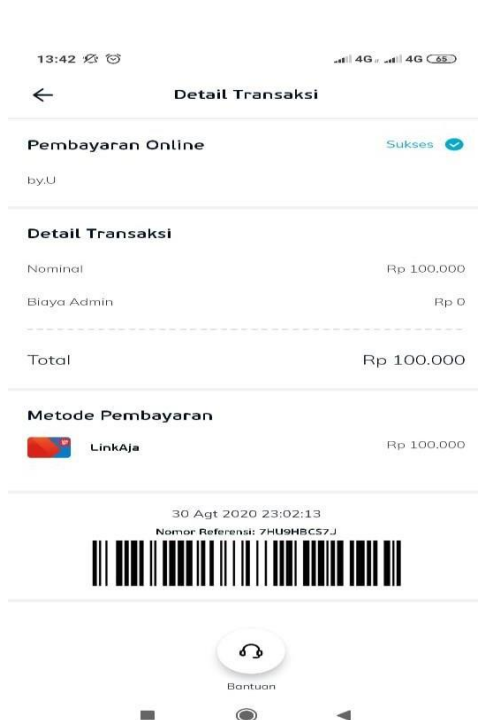 13:42 4G 4G 65
Detail Transaksi
Pembayaran Online Sukses
by.U
Detail Transaksi
Nominal Rp 100.000
Biaya Admin Rp 0
Total Rp 100.000
Metode Pembayaran
LinkAja Rp 100.000
30 Agt 2020 23:02:13
Nomor Referensi: 7HU9HBCS7J
Bantuan